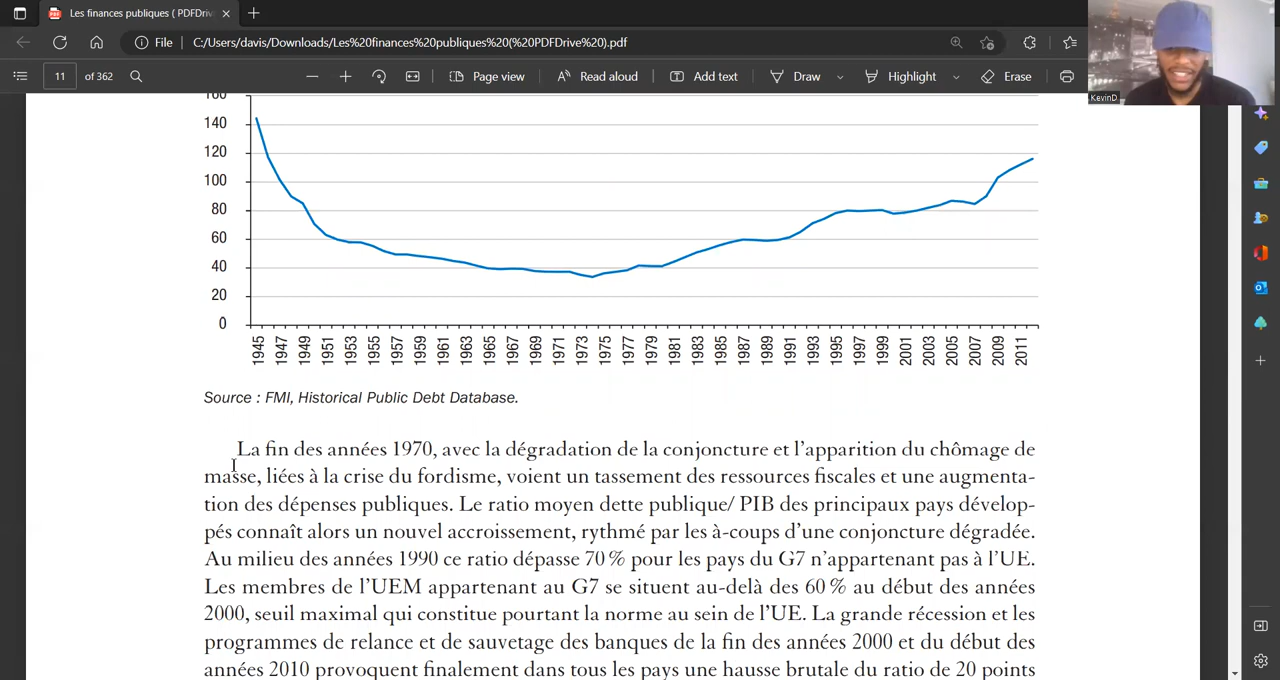 Les finances publiques ( PDFDriv
File
C:/Users/davis/Downloads/Les%20finances%20publiques%20(%20PDFDrive%20).pdf
11 of 362
Page view
Read aloud
Add text
Draw
Highlight
Erase
KevinD
160
140
120
100
80
60
40
20
0
1945 1947 1949 1951 1953 1955 1957 1959 1961 1963 1965 1967 1969 1971 1973 1975 1977 1979 1981 1983 1985 1987 1989 1991 1993 1995 1997 1999 2001 2003 2005 2007 2009 2011
Source : FMI, Historical Public Debt Database.
La fin des années 1970, avec la dégradation de la conjoncture et l’apparition du chômage de
masse, liées à la crise du fordisme, voient un tassement des ressources fiscales et une augmenta-
tion des dépenses publiques. Le ratio moyen dette publique/ PIB des principaux pays dévelop-
pés connaît alors un nouvel accroissement, rythmé par les à-coups d’une conjoncture dégradée.
Au milieu des années 1990 ce ratio dépasse 70 % pour les pays du G7 n’appartenant pas à l’UE.
Les membres de l’UEM appartenant au G7 se situent au-delà des 60 % au début des années
2000, seuil maximal qui constitue pourtant la norme au sein de l’UE. La grande récession et les
programmes de relance et de sauvetage des banques de la fin des années 2000 et du début des
années 2010 provoquent finalement dans tous les pays une hausse brutale du ratio de 20 points